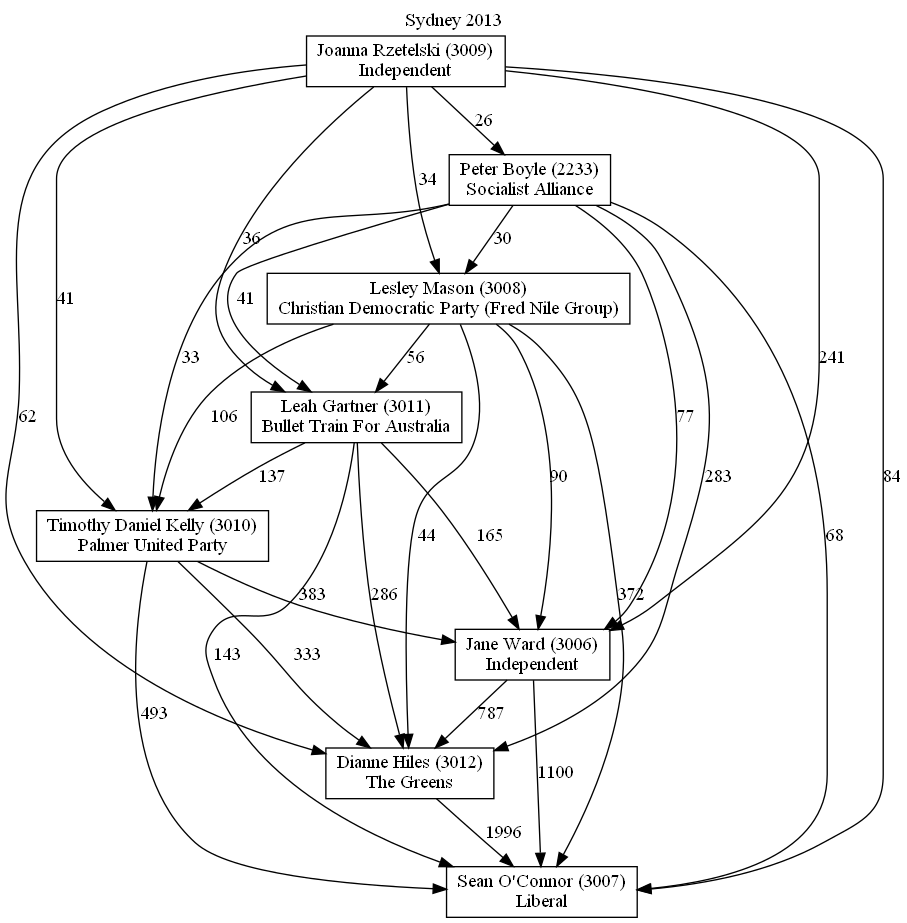 Sydney 2013
Joanna Rzetelski (3009)
Independent
26
Peter Boyle (2233)
Socialist Alliance
34
36
30
Lesley Mason (3008)
Christian Democratic Party (Fred Nile Group)
41
41
33
56
241
Leah Gartner (3011)
Bullet Train For Australia
62
106
77
137
90
283
84
Timothy Daniel Kelly (3010)
Palmer United Party
44
165
68
383
286
372
Jane Ward (3006)
Independent
143
333
493
787
Dianne Hiles (3012)
The Greens
1100
1996
Sean O'Connor (3007)
Liberal